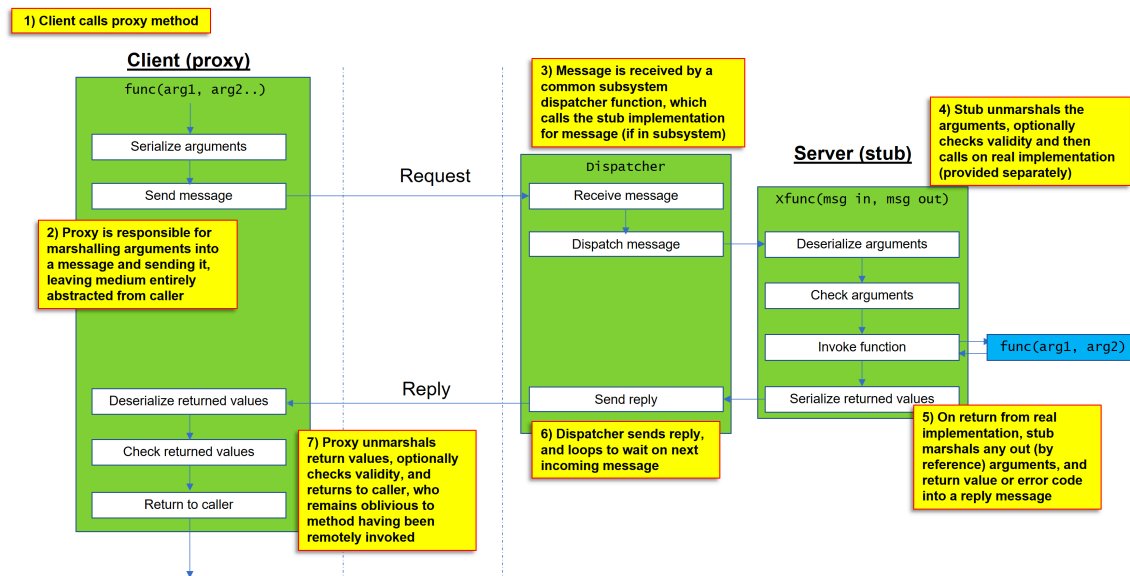 1) Client calls proxy method
Client (proxy)
func(arg1, arg2..)
Serialize arguments
Send message
2) Proxy is responsible for
marshalling arguments into
a message and sending it,
leaving medium entirely
abstracted from caller
Request
3) Message is received by a
common subsystem
dispatcher function, which
calls the stub implementation
for message (if in subsystem)
Dispatcher
Receive message
Dispatch message
Server (stub)
4) Stub unmarshals the
arguments, optionally
checks validity and then
calls on real implementation
(provided separately)
Xfunc(msg in, msg out)
Deserialize arguments
Check arguments
Invoke function
func(arg1, arg2)
Serialize returned values
5) On return from real
implementation, stub
marshals any out (by
reference) arguments, and
return value or error code
into a reply message
Send reply
6) Dispatcher sends reply,
and loops to wait on next
incoming message
Reply
Deserialize returned values
Check returned values
Return to caller
7) Proxy unmarshals
return values, optionally
checks validity, and
returns to caller, who
remains oblivious to
method having been
remotely invoked